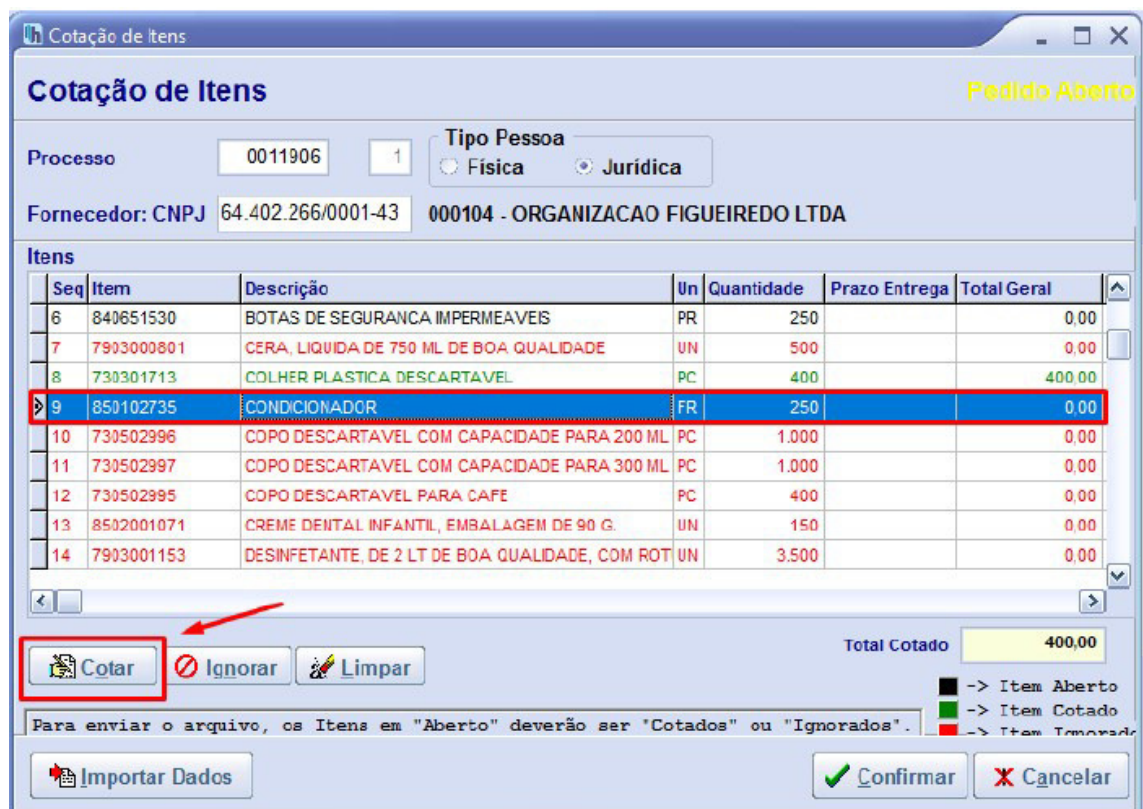 Cotação de Itens
Cotação de Itens
Pedido Aberto
Processo 0011906 1 Tipo Pessoa Física Jurídica
Fornecedor: CNPJ 64.402.266/0001-43 000104 - ORGANIZACAO FIGUEIREDO LTDA
Itens
Seq Item Descrição Un Quantidade Prazo Entrega Total Geral
6 840651530 BOTAS DE SEGURANCA IMPERMEAVEIS PR 250 0,00
7 7903000801 CERA, LIQUIDA DE 750 ML DE BOA QUALIDADE UN 500 0,00
8 730301713 COLHER PLASTICA DESCARTAVEL PC 400 400,00
9 850102735 CONDICIONADOR FR 250 0,00
10 730502996 COPO DESCARTAVEL COM CAPACIDADE PARA 200 ML PC 1.000 0,00
11 730502997 COPO DESCARTAVEL COM CAPACIDADE PARA 300 ML PC 1.000 0,00
12 730502995 COPO DESCARTAVEL PARA CAFE PC 400 0,00
13 8502001071 CREME DENTAL INFANTIL, EMBALAGEM DE 90 G. UN 150 0,00
14 7903001153 DESINFETANTE, DE 2 LT DE BOA QUALIDADE, COM ROT UN 3.500 0,00
Total Cotado 400,00
Cotar Ignorar Limpar
-> Item Aberto
-> Item Cotado
-> Item Ignorado
Para enviar o arquivo, os Itens em "Aberto" deverão ser "Cotados" ou "Ignorados".
Importar Dados Confirmar Cancelar